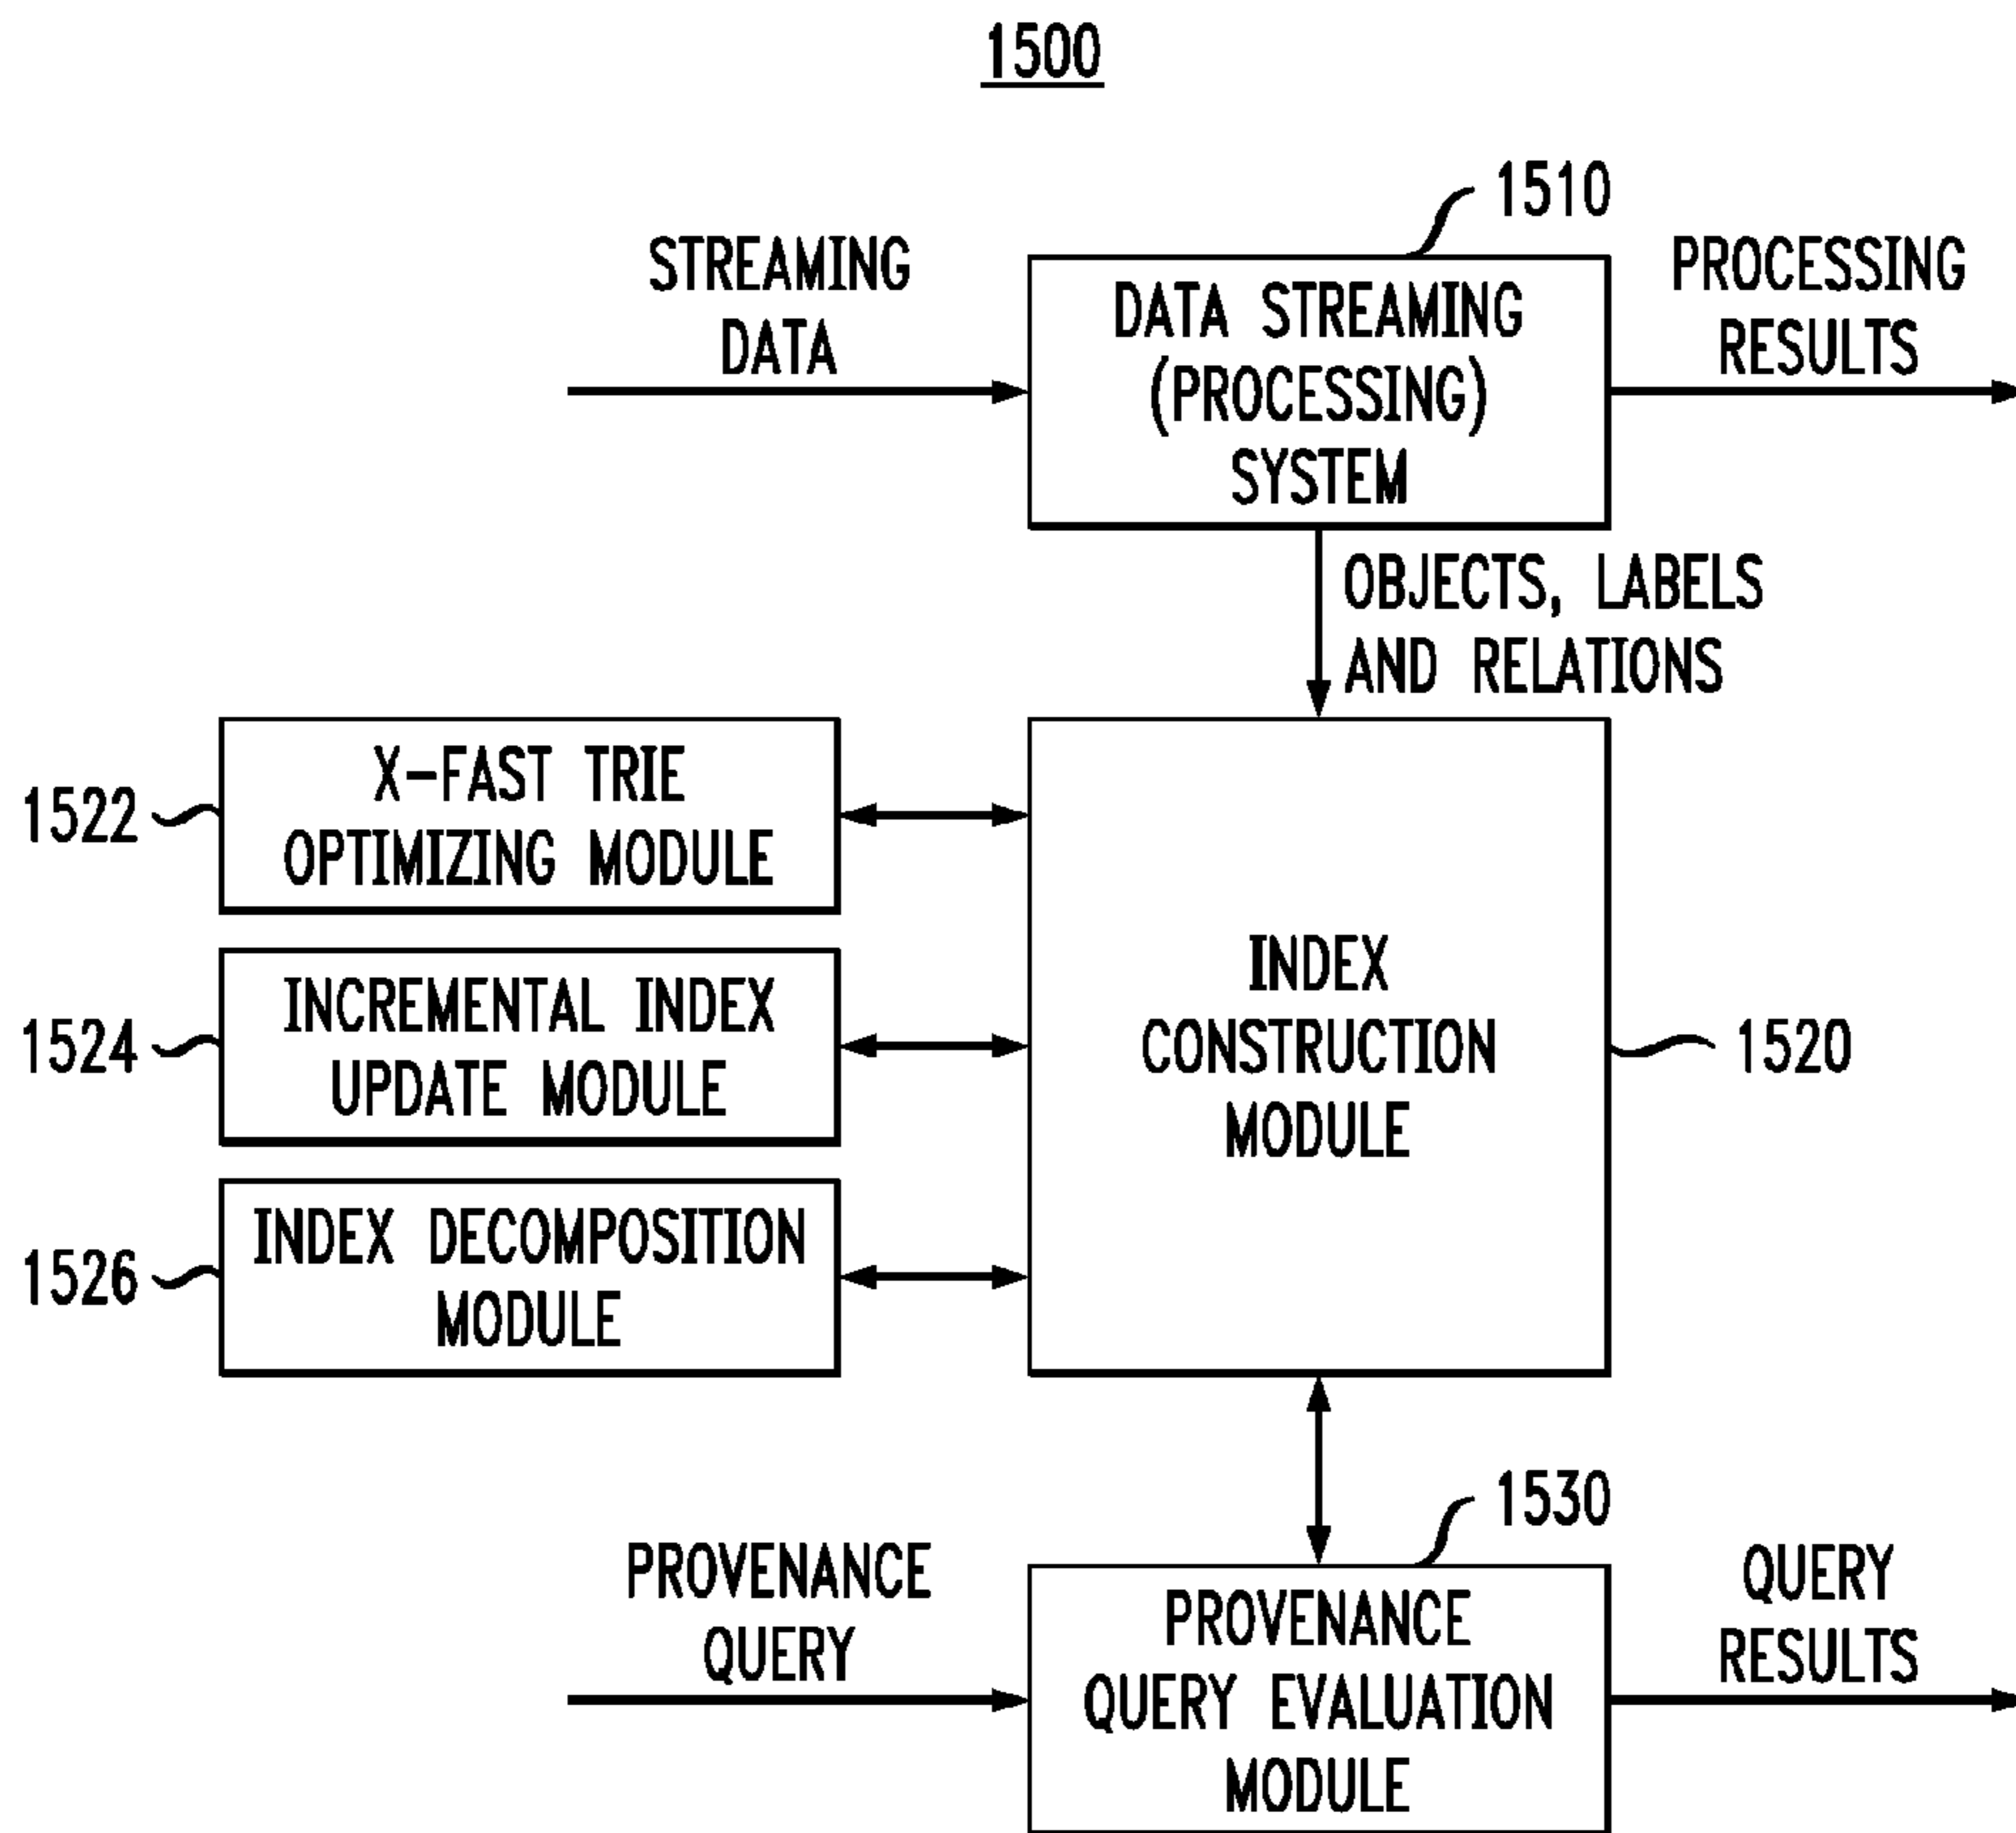 1500
1510
STREAMING
DATA
DATA STREAMING
(PROCESSING)
SYSTEM
PROCESSING
RESULTS
OBJECTS, LABELS
AND RELATIONS
1522
X-FAST TRIE
OPTIMIZING MODULE
1524
INCREMENTAL INDEX
UPDATE MODULE
1526
INDEX DECOMPOSITION
MODULE
INDEX
CONSTRUCTION
MODULE
1520
1530
PROVENANCE
QUERY
PROVENANCE
QUERY EVALUATION
MODULE
QUERY
RESULTS